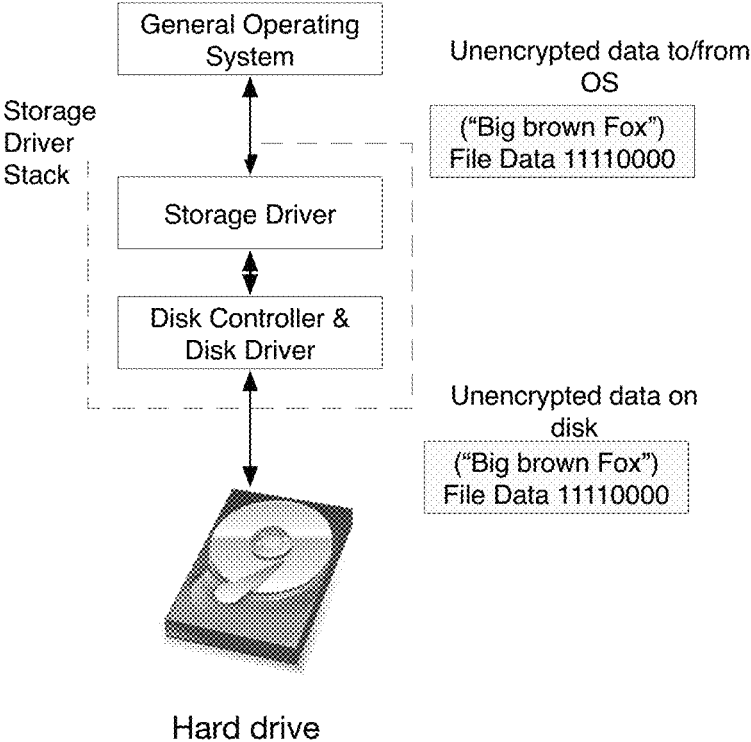 General Operating
System
Unencrypted data to/from
OS
("Big brown Fox")
File Data 11110000
Storage
Driver
Stack
Storage Driver
Disk Controller &
Disk Driver
Unencrypted data on
disk
("Big brown Fox")
File Data 11110000
Hard drive